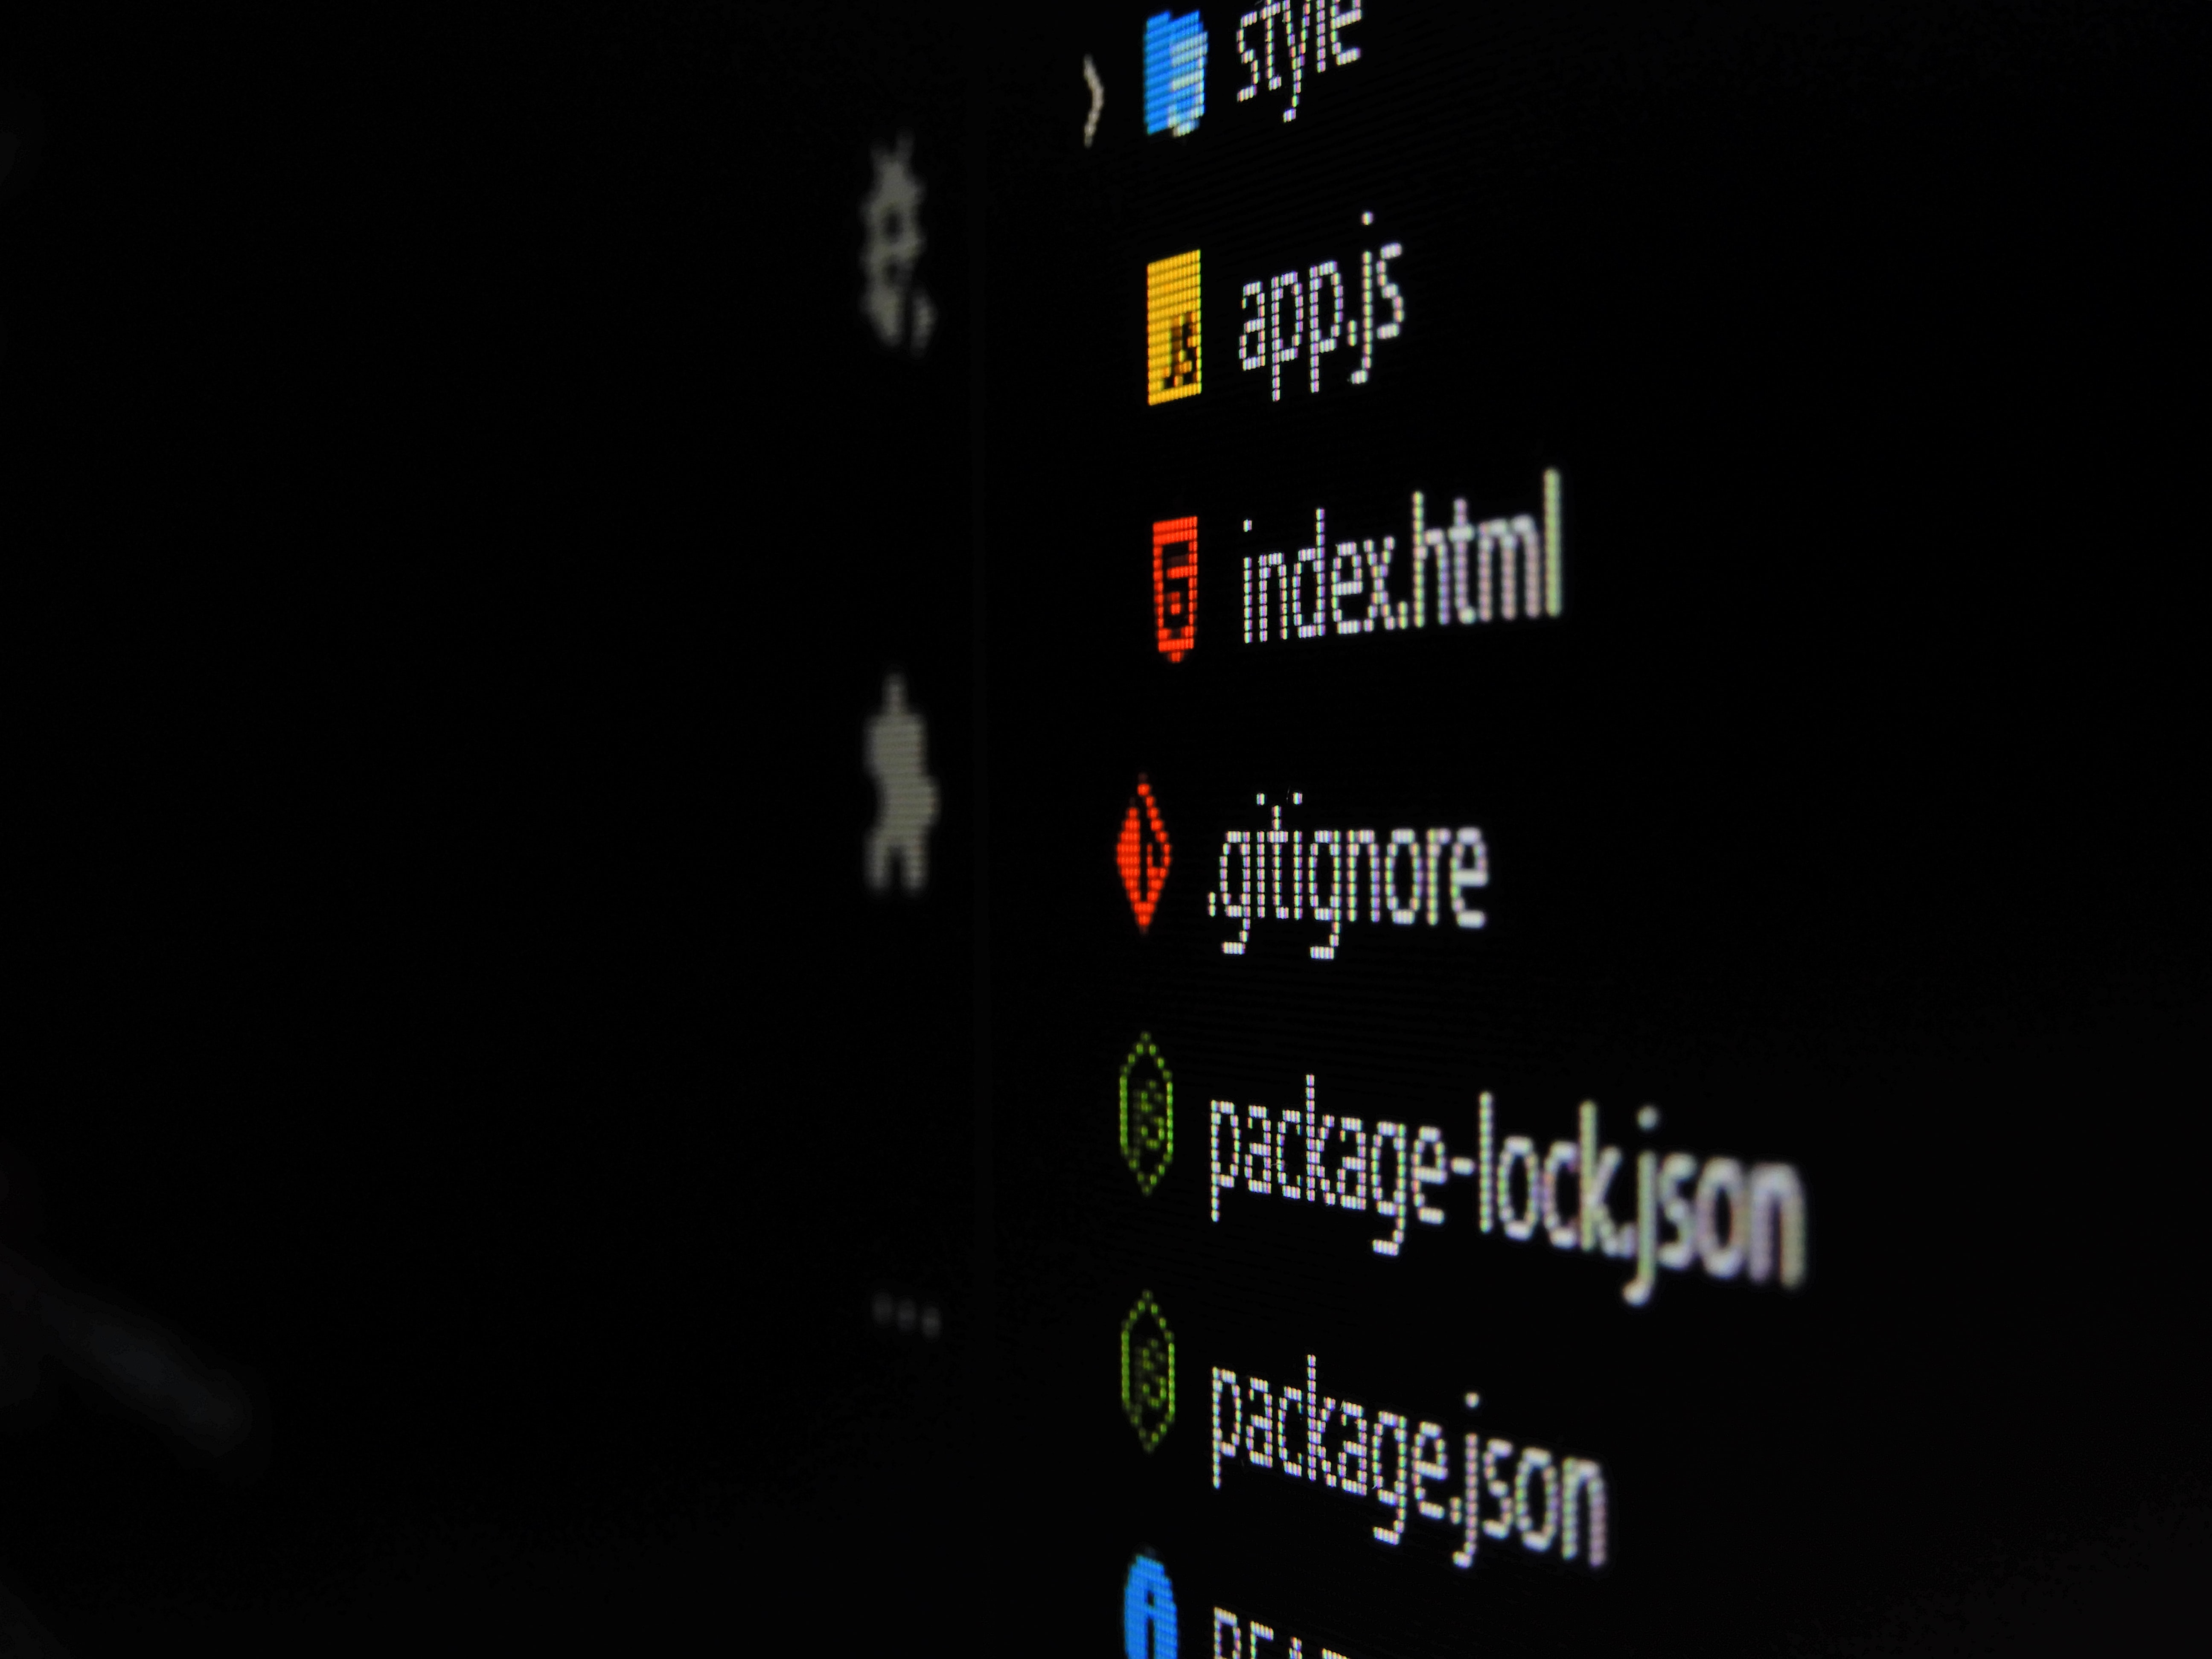 style
app.js
index.html
.gitignore
package-lock.json
package.json